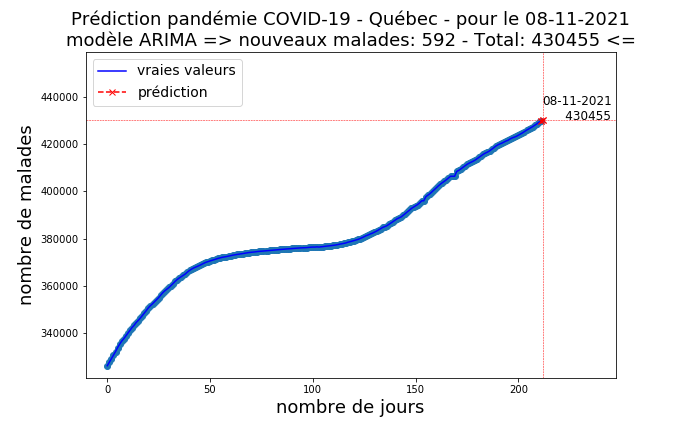 Prédiction pandémie COVID-19 - Québec - pour le 08-11-2021
modèle ARIMA => nouveaux malades: 592 - Total: 430455 <=
vraies valeurs
prédiction
08-11-2021
430455
nombre de malades
440000
420000
400000
380000
360000
340000
0 50 100 150 200
nombre de jours